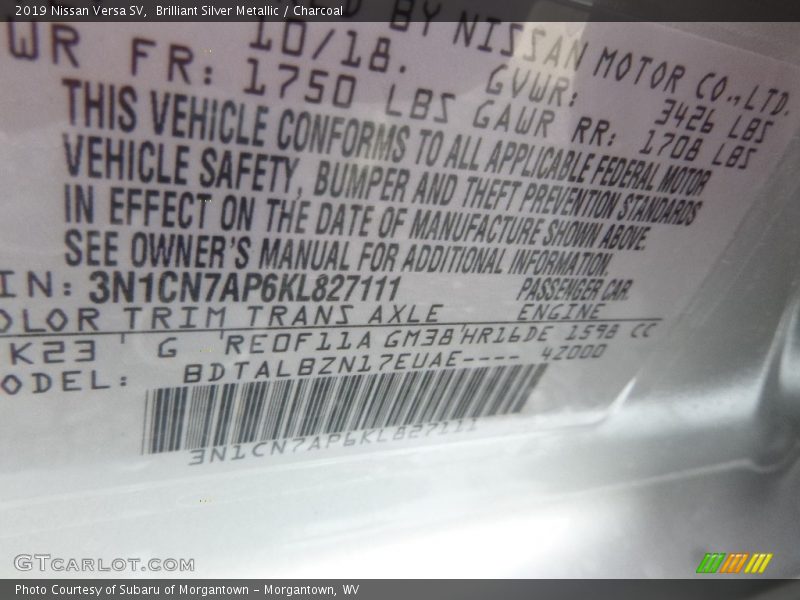 2019 Nissan Versa SV, Brilliant Silver Metallic / Charcoal
BY NISSAN MOTOR CO., LTD.
10/18. GVWR: 3426 LBS
WR FR: 1750 LBS GAWR RR: 1708 LBS
THIS VEHICLE CONFORMS TO ALL APPLICABLE FEDERAL MOTOR
VEHICLE SAFETY, BUMPER AND THEFT PREVENTION STANDARDS
IN EFFECT ON THE DATE OF MANUFACTURE SHOWN ABOVE.
SEE OWNER'S MANUAL FOR ADDITIONAL INFORMATION.
IN: 3N1CN7AP6KL827111 PASSENGER CAR.
OLOR TRIM TRANS AXLE ENGINE
K23 ' G 'RE0F11A GM38'HR16DE 1598 CC
ODEL: BDTALBZN17EUAE---- 4Z000
3N1CN7AP6KL827111
GTcarlot.com
Photo Courtesy of Subaru of Morgantown - Morgantown, WV